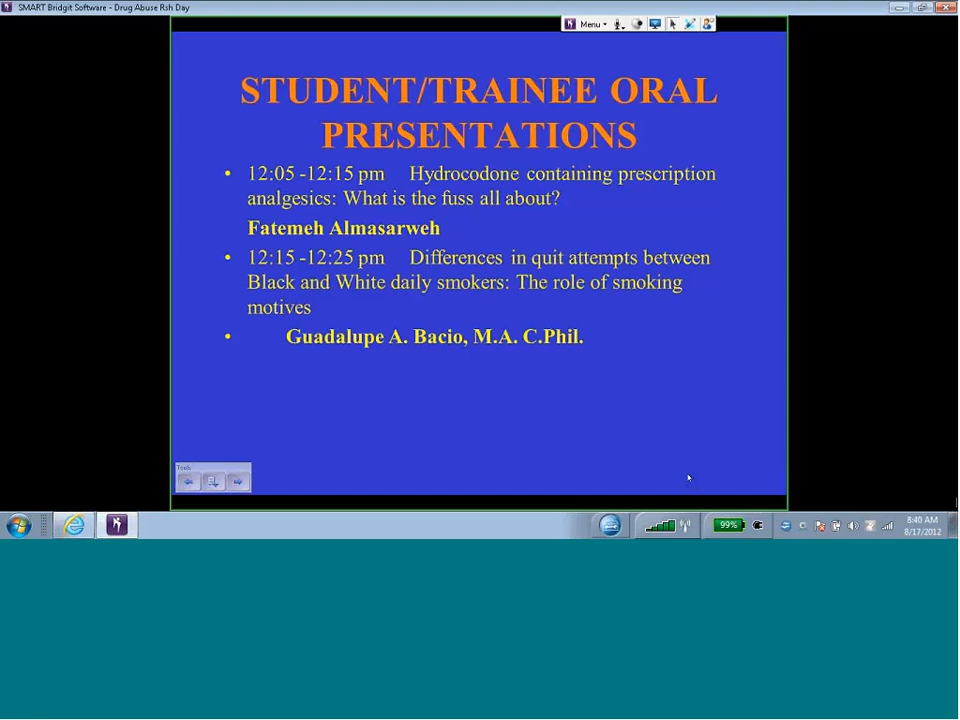 SMART Bridgit Software - Drug Abuse Rsh Day
Menu
STUDENT/TRAINEE ORAL
PRESENTATIONS
• 12:05 -12:15 pm Hydrocodone containing prescription
analgesics: What is the fuss all about?
Fatemeh Almasarweh
• 12:15 -12:25 pm Differences in quit attempts between
Black and White daily smokers: The role of smoking
motives
• Guadalupe A. Bacio, M.A. C.Phil.
Tools
99%
8:40 AM
8/17/2012